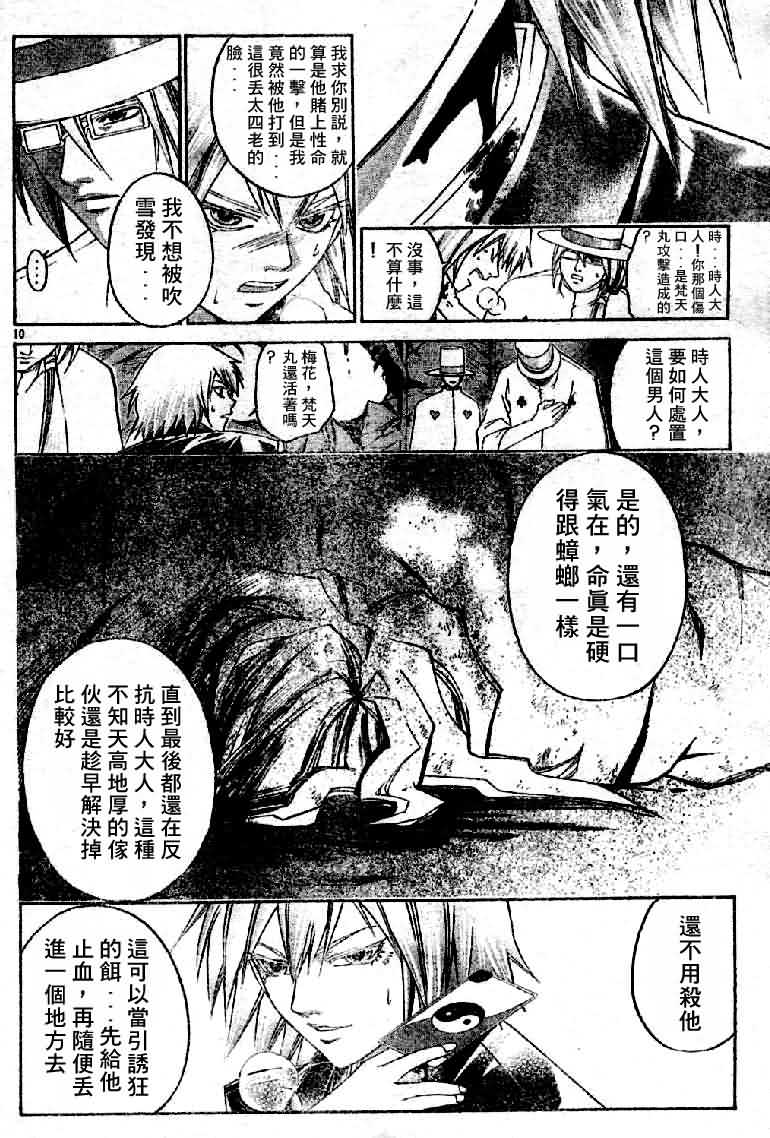 時...時人大
人！你那個傷
口...是梵天
丸攻擊造成的
？
沒事，這
不算什麼
！
我求你別説，就
算是他賭上性命
的一擊，但是我
竟然被他打到...
這很丟太四老的
臉...
我不想被吹
雪發現...
...
10
時人大人，
要如何處置
這個男人？
梅花，梵天
丸還活著嗎
？
是的，還有一口
氣在，命眞是硬
得跟蟑螂一樣
直到最後都還在反
抗時人大人，這種
不知天高地厚的傢
伙還是趁早解決掉
比較好
還不用殺他
這可以當引誘狂
的餌...先給他
止血，再隨便丟
進一個地方去